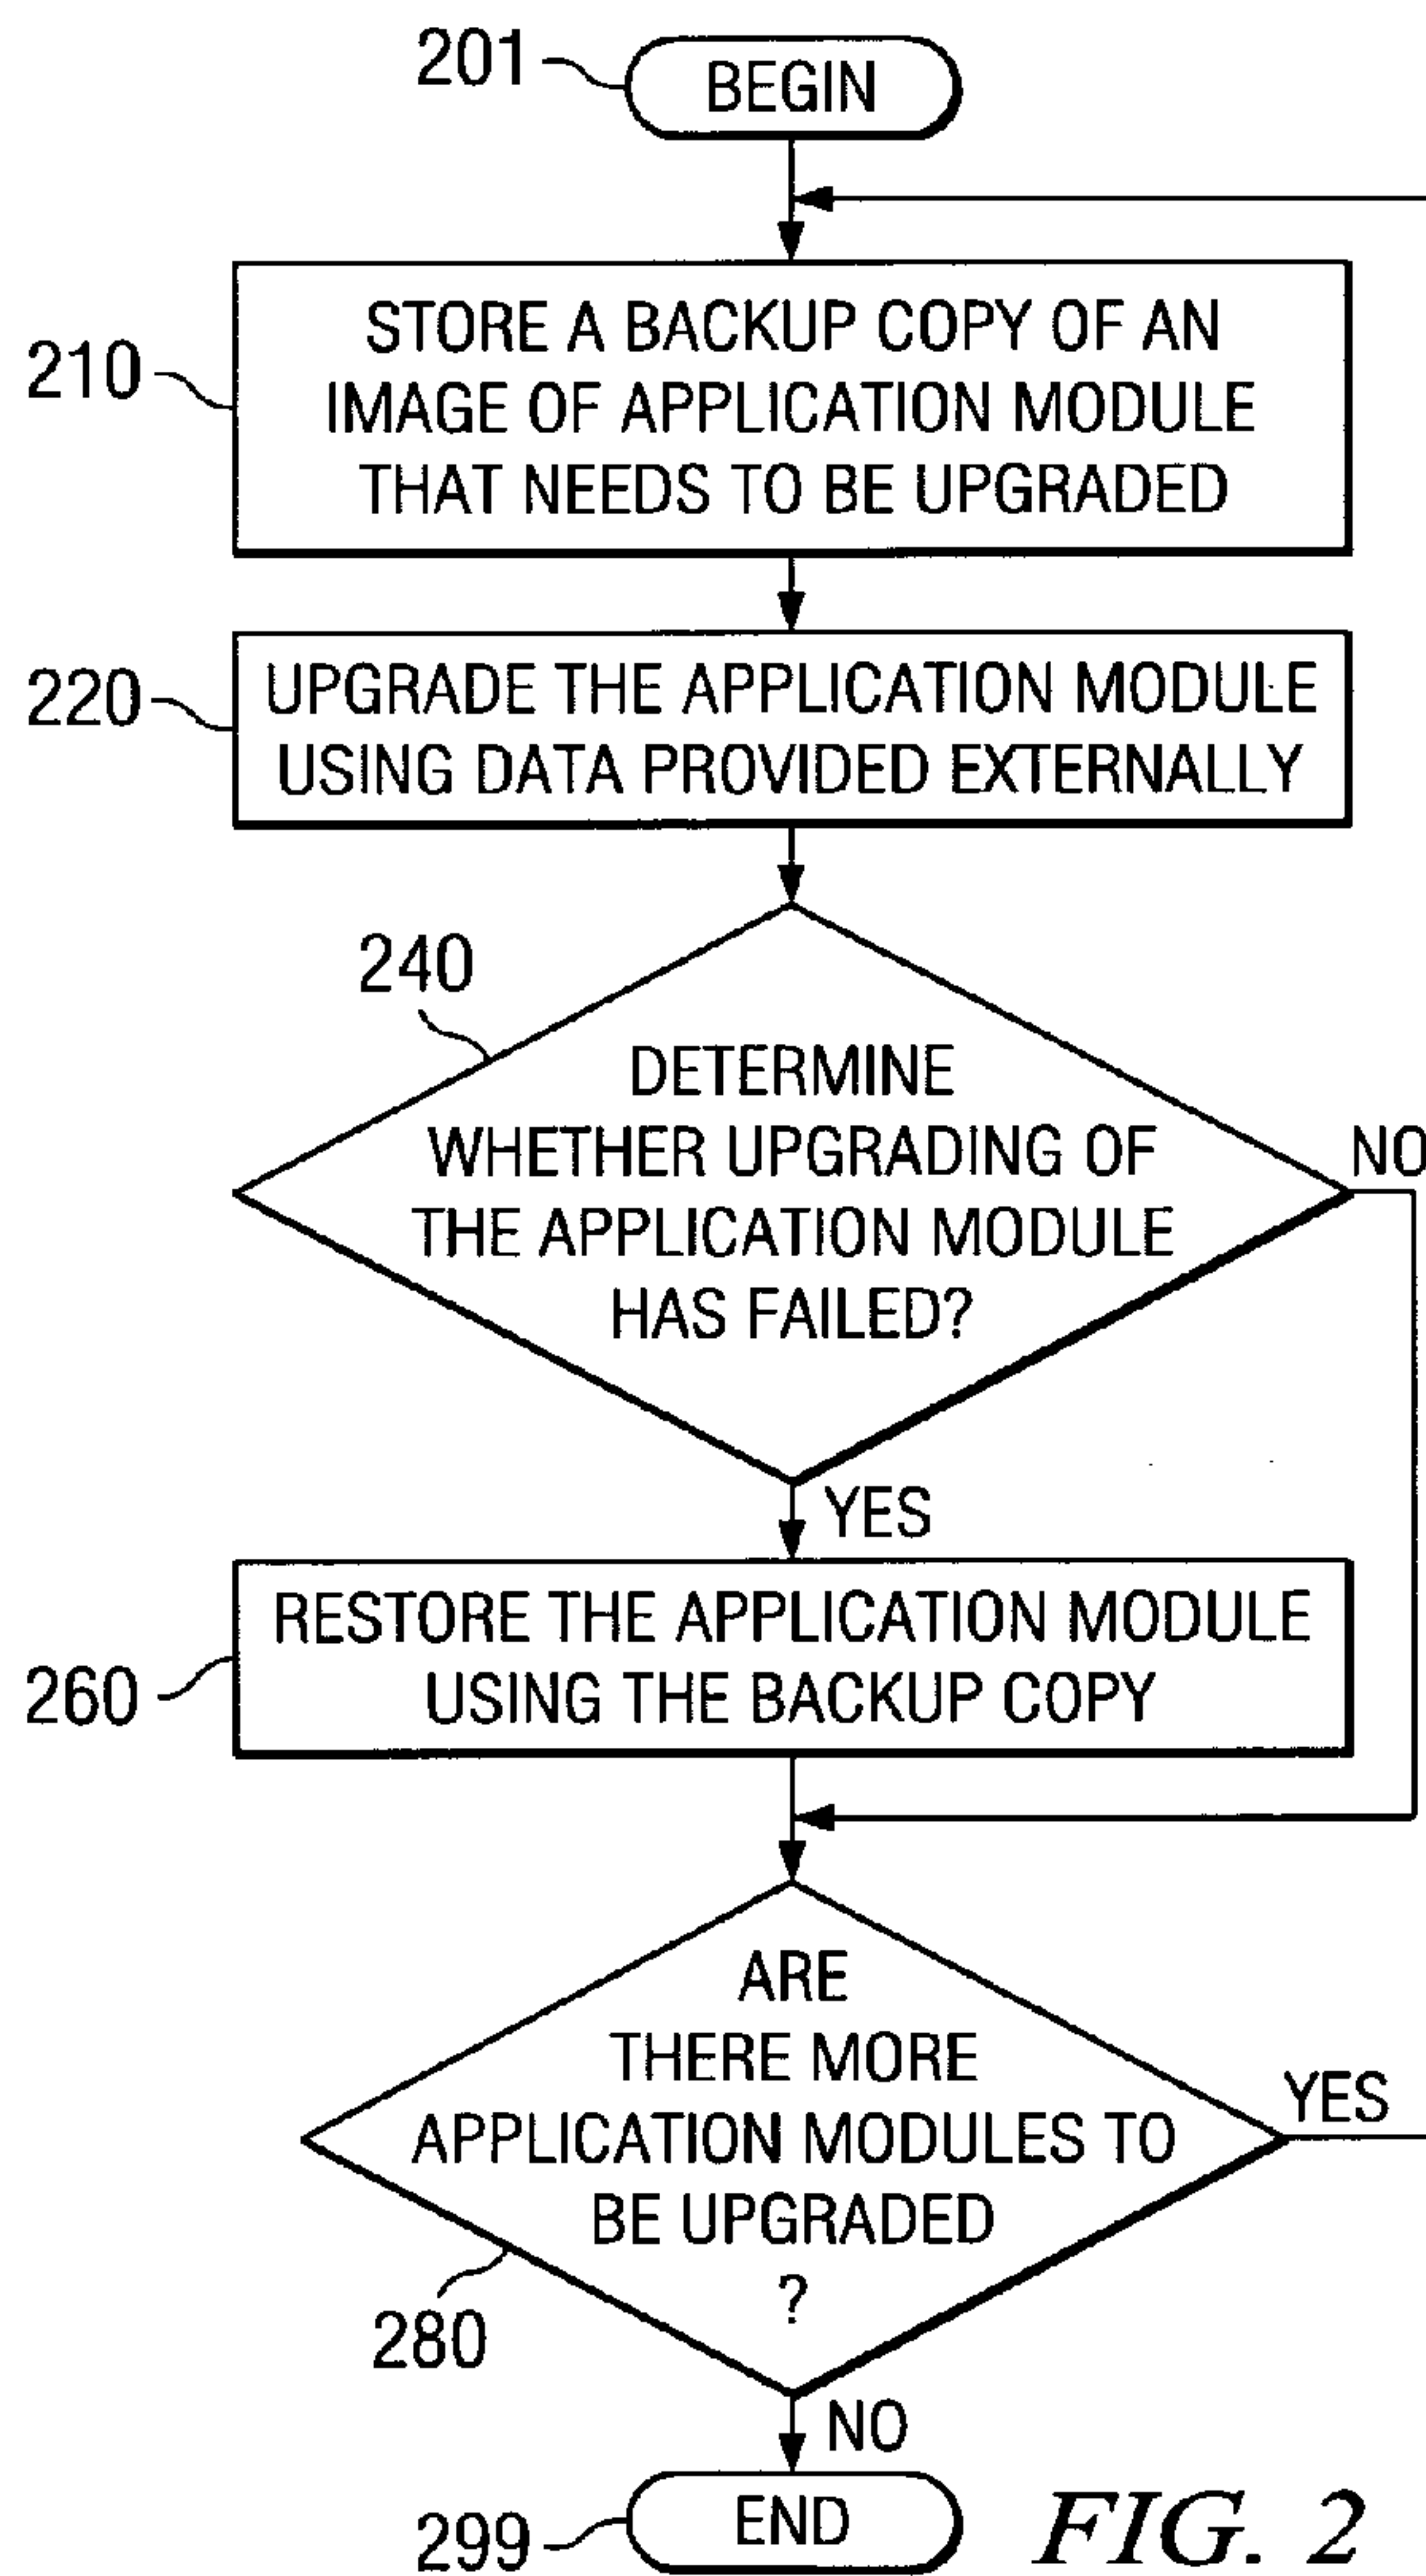 201
BEGIN
210
STORE A BACKUP COPY OF AN
IMAGE OF APPLICATION MODULE
THAT NEEDS TO BE UPGRADED
220
UPGRADE THE APPLICATION MODULE
USING DATA PROVIDED EXTERNALLY
240
DETERMINE
WHETHER UPGRADING OF
THE APPLICATION MODULE
HAS FAILED?
NO
YES
260
RESTORE THE APPLICATION MODULE
USING THE BACKUP COPY
ARE
THERE MORE
APPLICATION MODULES TO
BE UPGRADED
?
YES
280
NO
299
END
FIG. 2